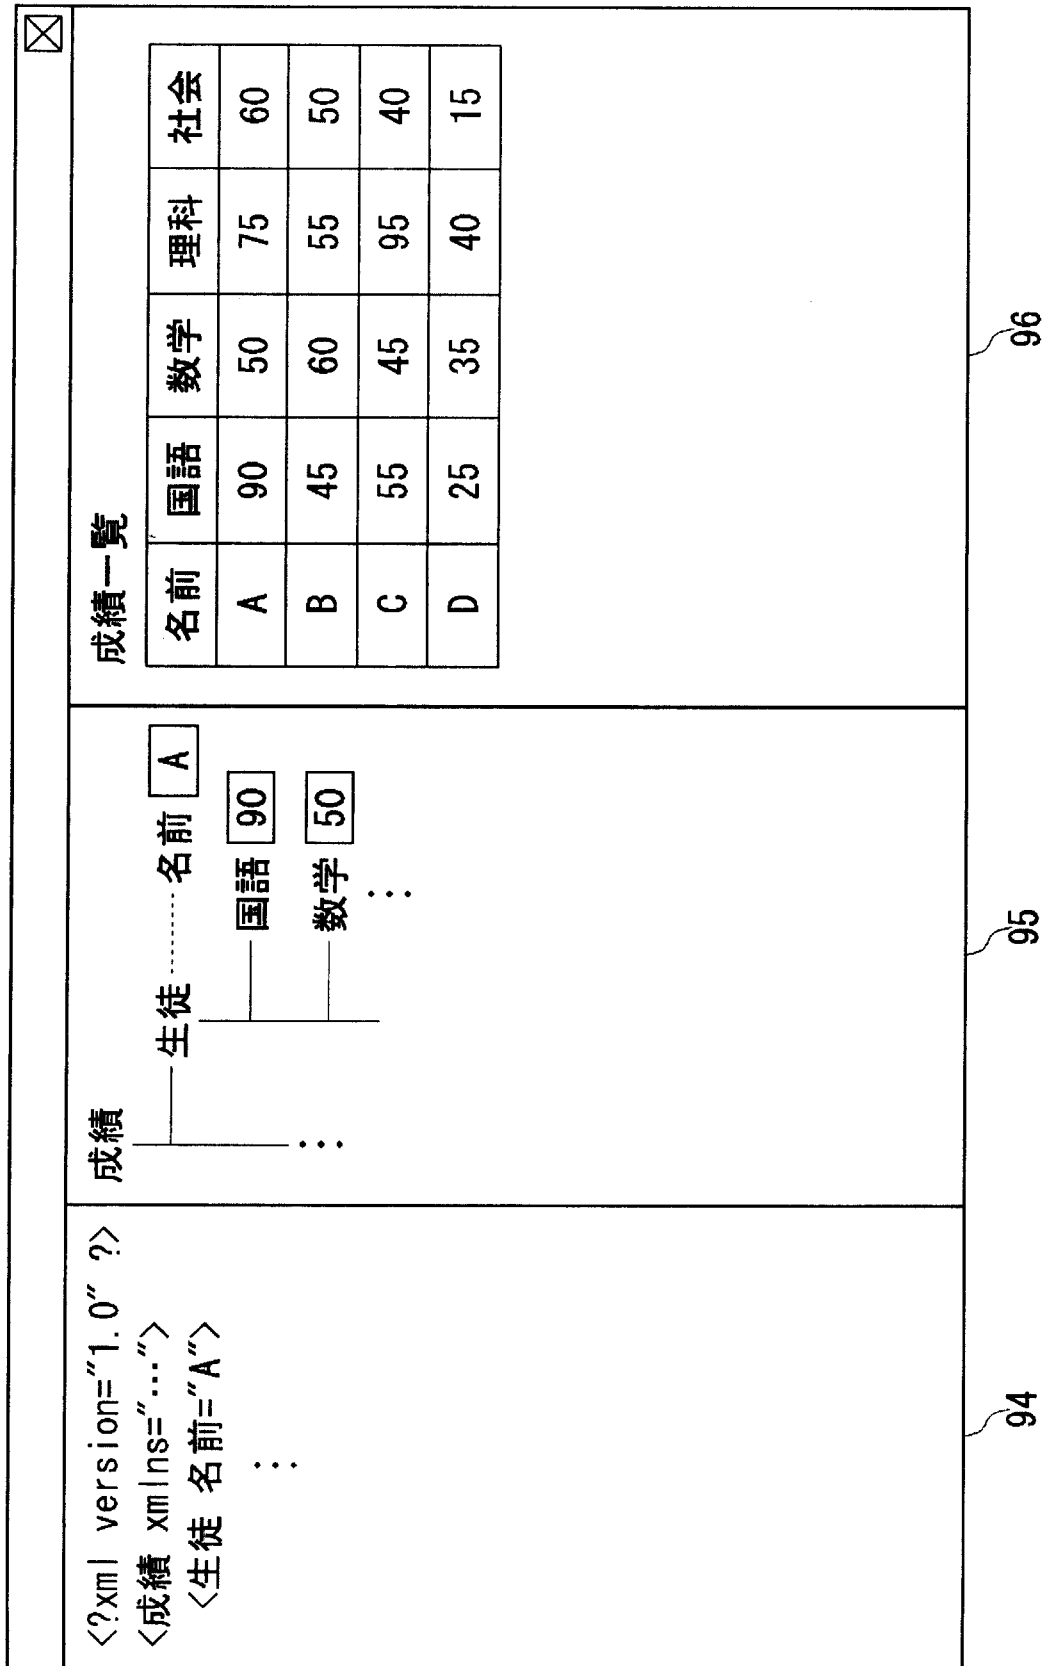 <?xml version="1.0" ?>
<成績 xmlns="...">
<生徒 名前="A">
⋮
94
成績
生徒 名前 A
国語 90
数学 50
⋮
⋮
95
成績一覧
名前 国語 数学 理科 社会
A 90 50 75 60
B 45 60 55 50
C 55 45 95 40
D 25 35 40 15
96